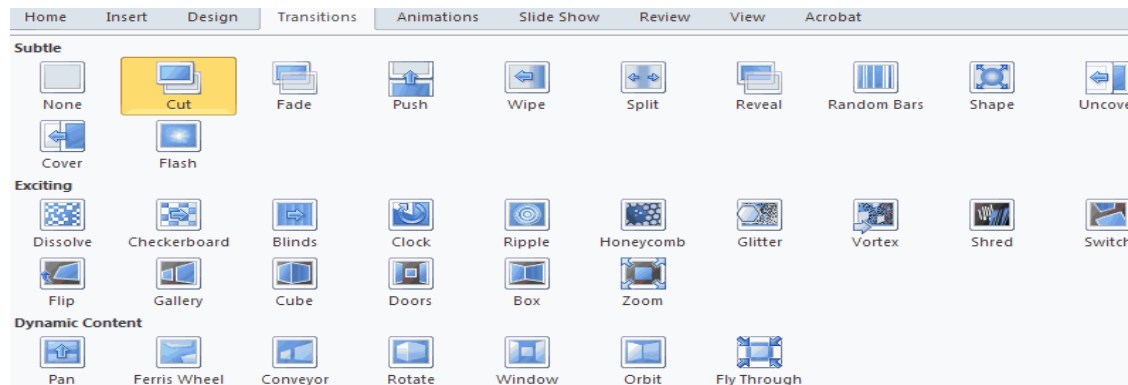 Home Insert Design Transitions Animations Slide Show Review View Acrobat
Subtle
None Cut Fade Push Wipe Split Reveal Random Bars Shape Uncove
Cover Flash
Exciting
Dissolve Checkerboard Blinds Clock Ripple Honeycomb Glitter Vortex Shred Switch
Flip Gallery Cube Doors Box Zoom
Dynamic Content
Pan Ferris Wheel Conveyor Rotate Window Orbit Fly Through